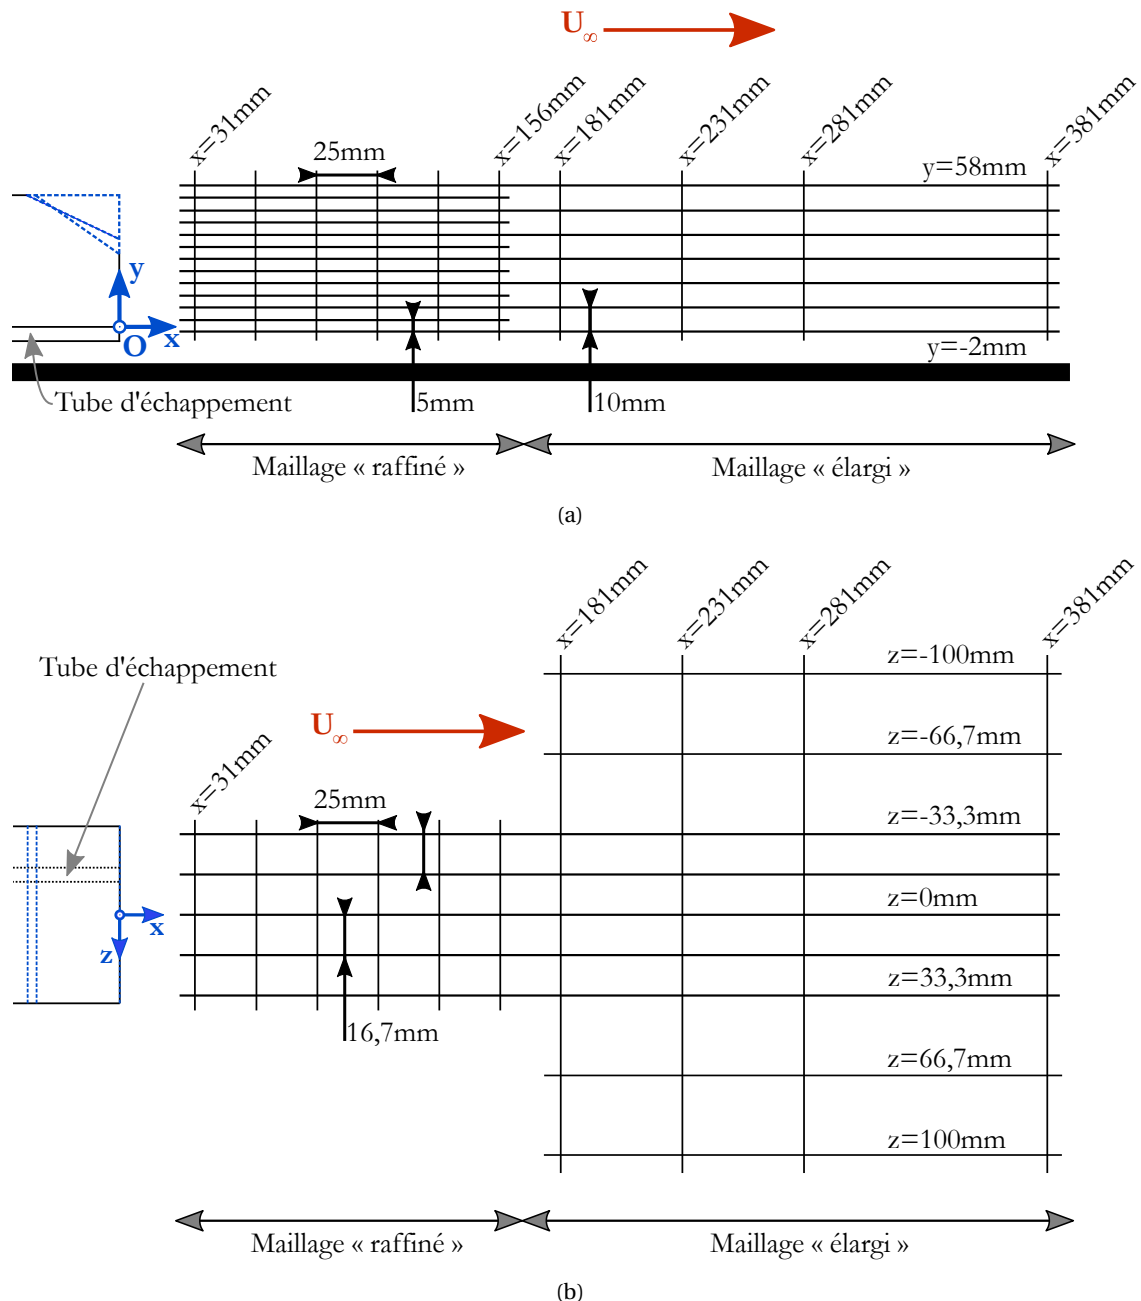 U∞
x=31mm
x=156mm
x=181mm
x=231mm
x=281mm
x=381mm
25mm
y=58mm
y
O
x
y=-2mm
Tube d'échappement
5mm
10mm
Maillage « raffiné »
Maillage « élargi »
(a)
x=181mm
x=231mm
x=281mm
x=381mm
Tube d'échappement
z=-100mm
U∞
z=-66,7mm
x=31mm
25mm
z=-33,3mm
z=0mm
x
z
z=33,3mm
16,7mm
z=66,7mm
z=100mm
Maillage « raffiné »
Maillage « élargi »
(b)